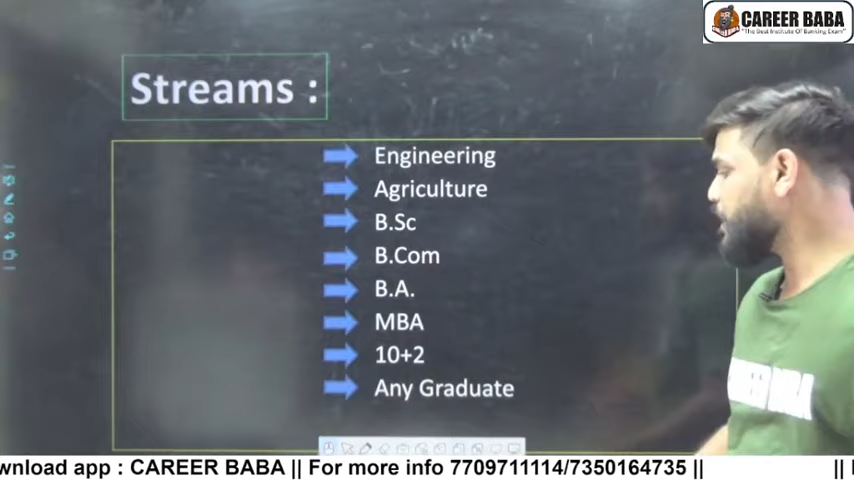 CAREER BABA
"The Best Institute Of Banking Exam"
Streams :
Engineering
Agriculture
B.Sc
B.Com
B.A.
MBA
10+2
Any Graduate
wnload app : CAREER BABA || For more info 7709711114/7350164735 || ||